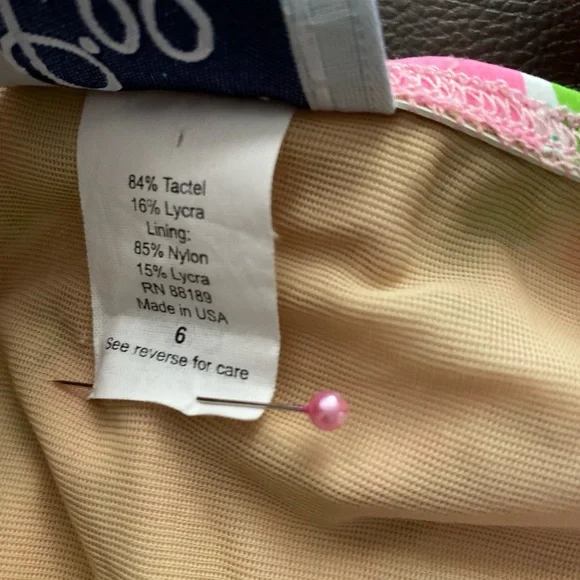 84% Tactel
16% Lycra
Lining:
85% Nylon
15% Lycra
RN 88189
Made in USA
6
See reverse for care